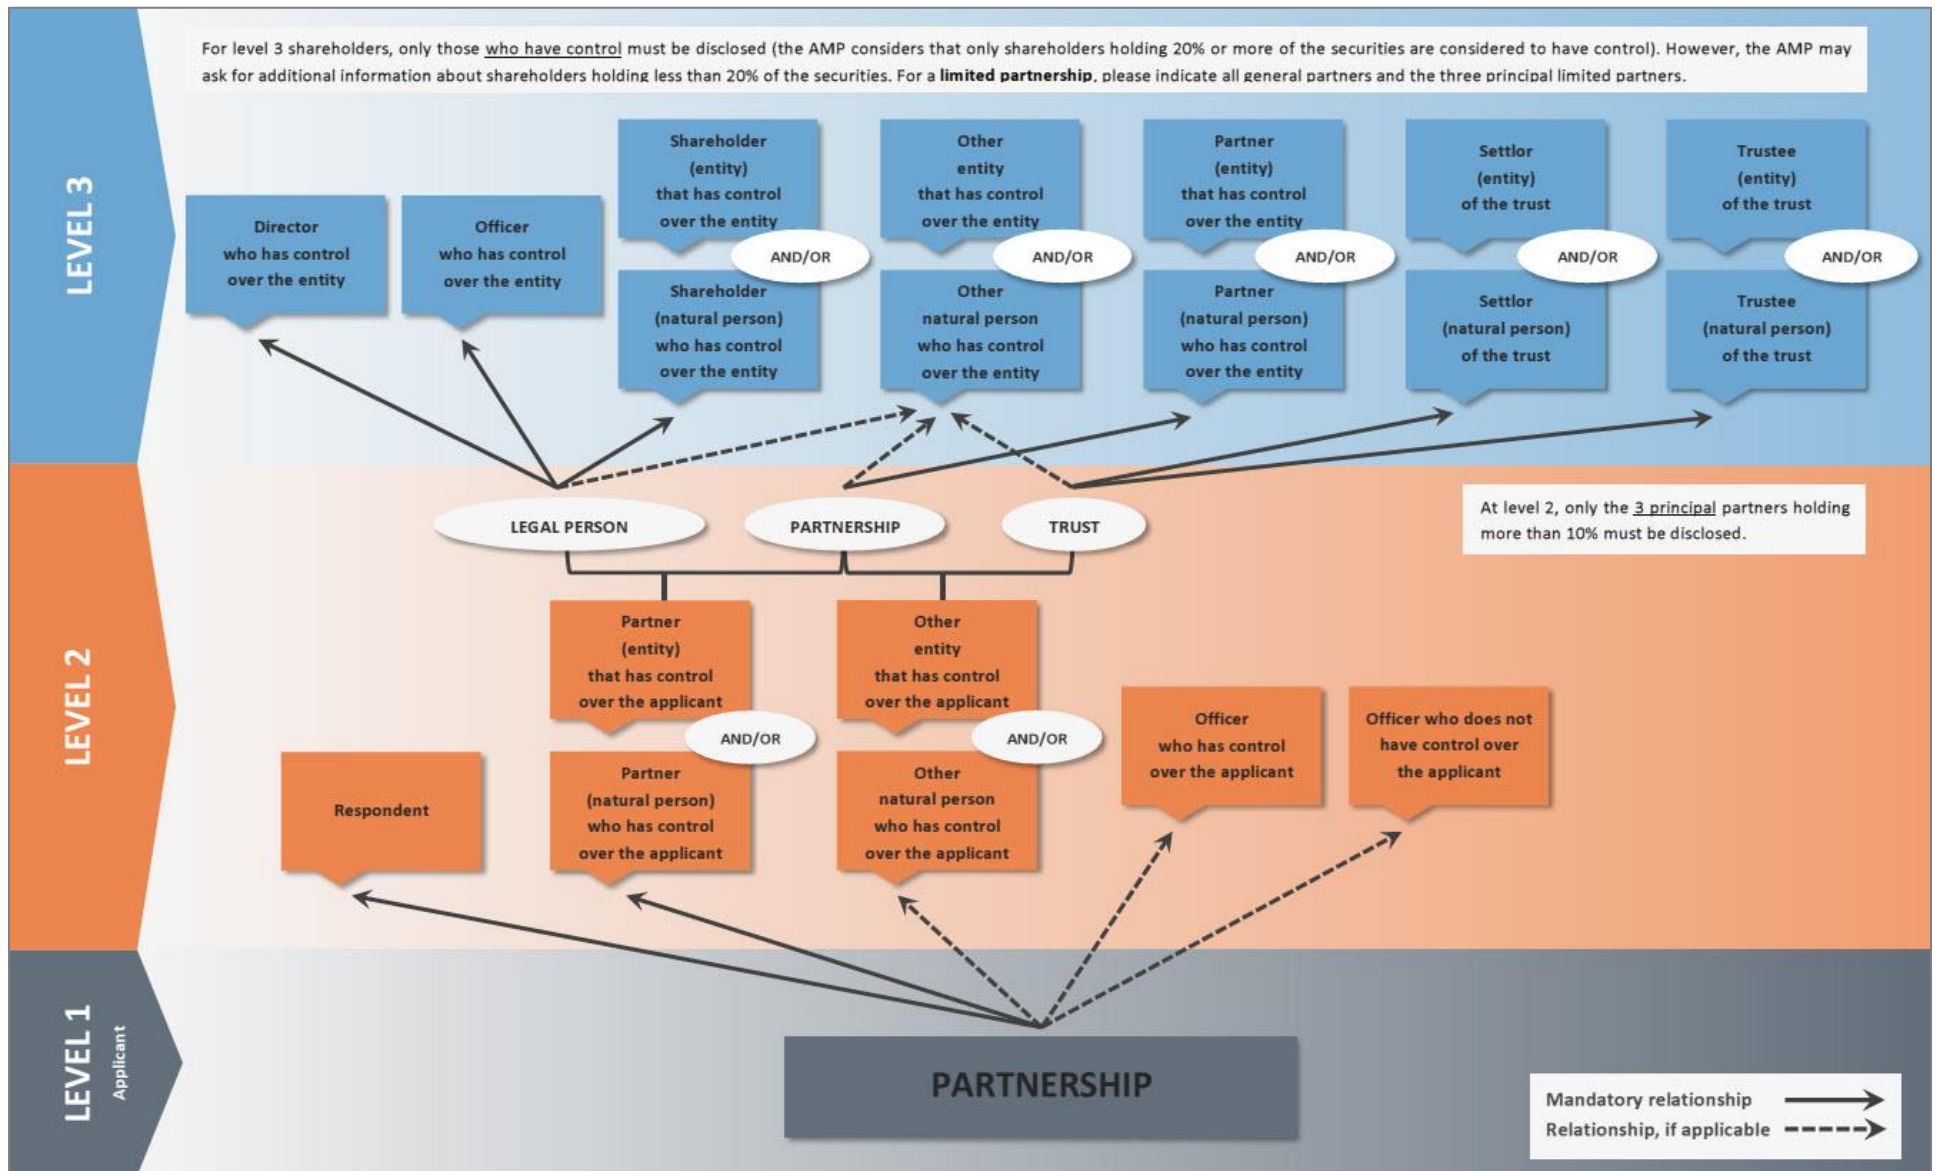 For level 3 shareholders, only those who have control must be disclosed (the AMP considers that only shareholders holding 20% or more of the securities are considered to have control). However, the AMP may
ask for additional information about shareholders holding less than 20% of the securities. For a limited partnership, please indicate all general partners and the three principal limited partners.
LEVEL 3
Director
who has control
over the entity
Officer
who has control
over the entity
Shareholder
(entity)
that has control
over the entity
AND/OR
Shareholder
(natural person)
who has control
over the entity
Other
entity
that has control
over the entity
AND/OR
Other
natural person
who has control
over the entity
Partner
(entity)
that has control
over the entity
AND/OR
Partner
(natural person)
who has control
over the entity
Settlor
(entity)
of the trust
AND/OR
Settlor
(natural person)
of the trust
Trustee
(entity)
of the trust
AND/OR
Trustee
(natural person)
of the trust
LEVEL 2
LEGAL PERSON
PARTNERSHIP
TRUST
At level 2, only the 3 principal partners holding
more than 10% must be disclosed.
Respondent
Partner
(entity)
that has control
over the applicant
AND/OR
Partner
(natural person)
who has control
over the applicant
Other
entity
that has control
over the applicant
AND/OR
Other
natural person
who has control
over the applicant
Officer
who has control
over the applicant
Officer who does not
have control over
the applicant
LEVEL 1
Applicant
PARTNERSHIP
Mandatory relationship
Relationship, if applicable